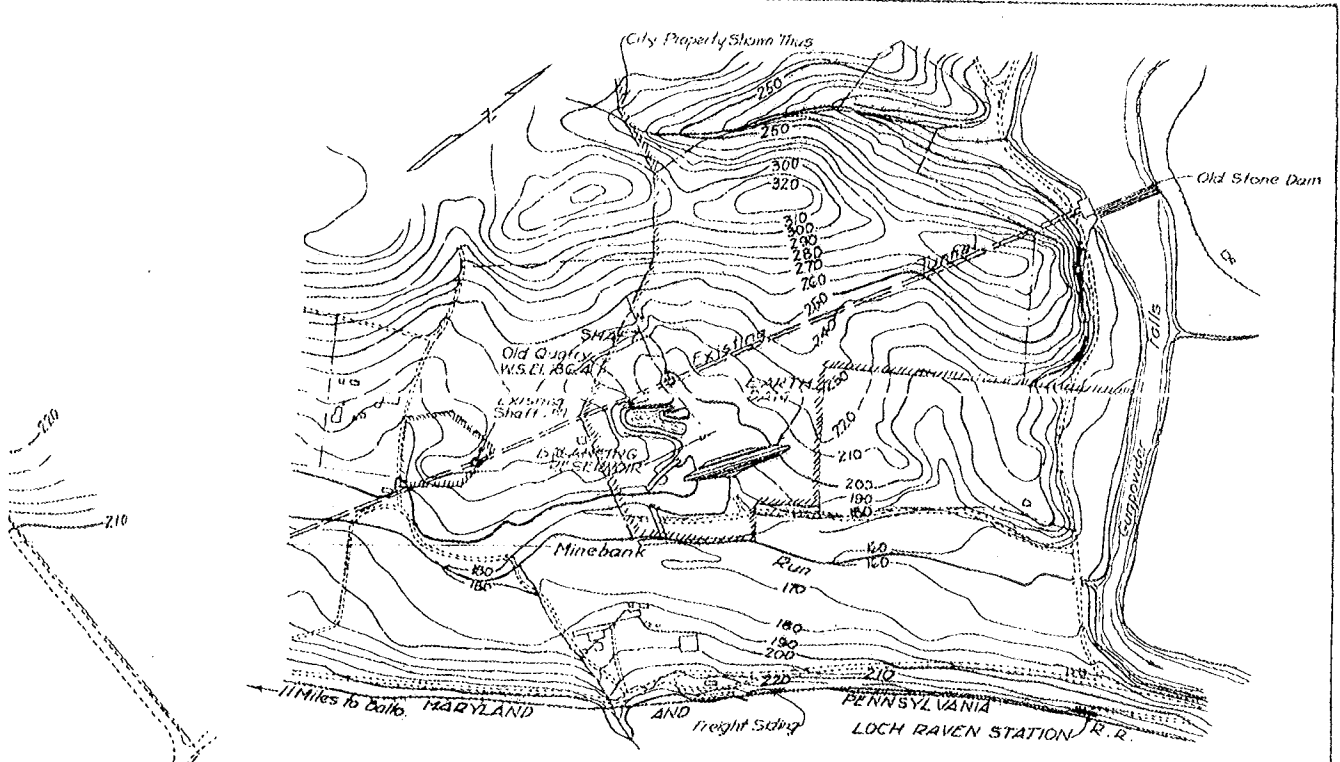 City Property Shown Thus
250
250
300
320
310
300
290
280
270
260
250
240
Old Stone Dam
Existing
Tunnel
SHAFT
Old Quarry
W.S.El.
Existing
Shaft
EARTH
DAM
BALANCING
RESERVOIR
220
210
200
190
180
Gunpowder
Falls
220
210
Minebank
Run
180
160
160
170
180
190
200
220
210
11 Miles to Balto.
MARYLAND
AND
PENNSYLVANIA
R.R.
Freight Siding
LOCH RAVEN STATION